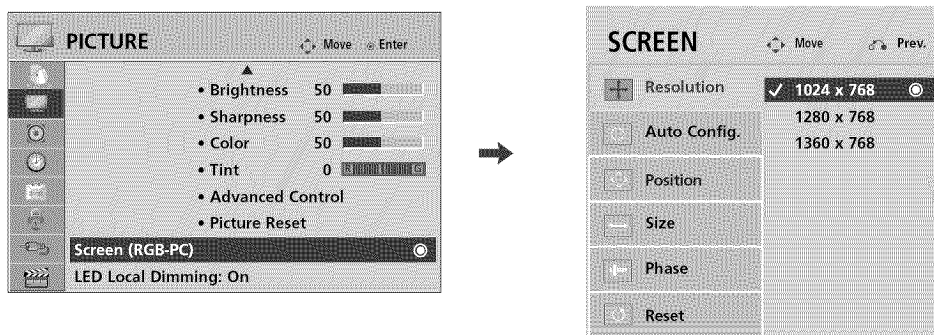 PICTURE Move Enter
• Brightness 50
• Sharpness 50
• Color 50
• Tint 0 R G
• Advanced Control
• Picture Reset
Screen (RGB-PC)
LED Local Dimming: On
SCREEN Move Prev.
Resolution
Auto Config.
Position
Size
Phase
Reset
✓ 1024 x 768
1280 x 768
1360 x 768